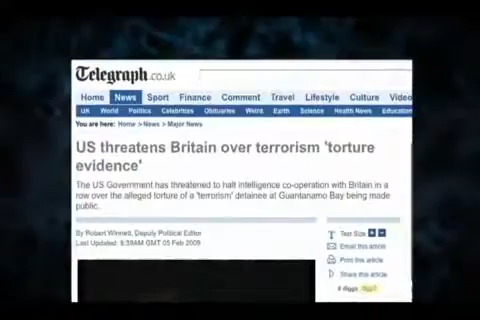 Telegraph.co.uk
Home News Sport Finance Comment Travel Lifestyle Culture Video
UK World Politics Celebrities Obituaries Weird Earth Science Health News Education
You are here: Home > News > Major News
US threatens Britain over terrorism 'torture
evidence'
The US Government has threatened to halt intelligence co-operation with Britain in a
row over the alleged torture of a 'terrorism' detainee at Guantanamo Bay being made
public.
By Robert Winnett, Deputy Political Editor
Last Updated: 8:39AM GMT 05 Feb 2009
Text Size
Email this article
Print this article
Share this article
diggs digg it